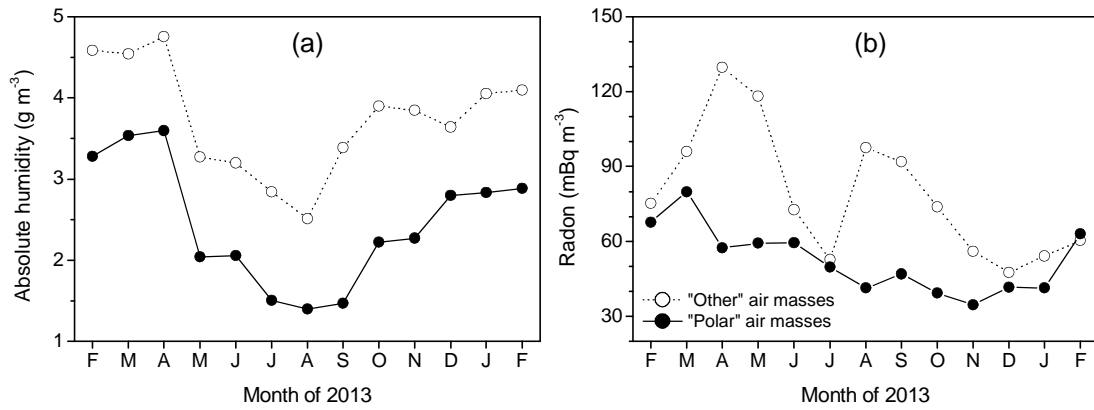 (a)
Absolute humidity (g m⁻³)
5
4
3
2
1
F M A M J J A S O N D J F
Month of 2013
(b)
Radon (mBq m⁻³)
150
120
90
60
30
"Other" air masses
"Polar" air masses
F M A M J J A S O N D J F
Month of 2013